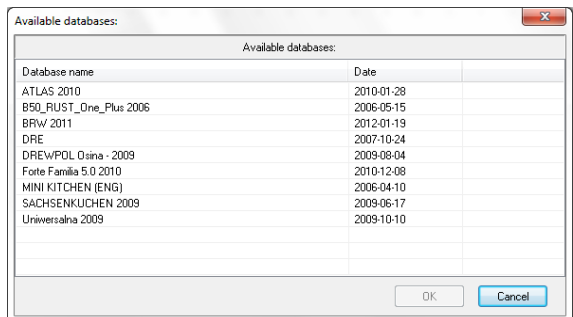 Available databases:
Available databases:
Database name Date
ATLAS 2010 2010-01-28
B50_RUST_One_Plus 2006 2006-05-15
BRW 2011 2012-01-19
DRE 2007-10-24
DREWPOL Osina - 2009 2009-08-04
Forte Familia 5.0 2010 2010-12-08
MINI KITCHEN (ENG) 2006-04-10
SACHSENKUCHEN 2009 2009-06-17
Uniwersalna 2009 2009-10-10
OK Cancel